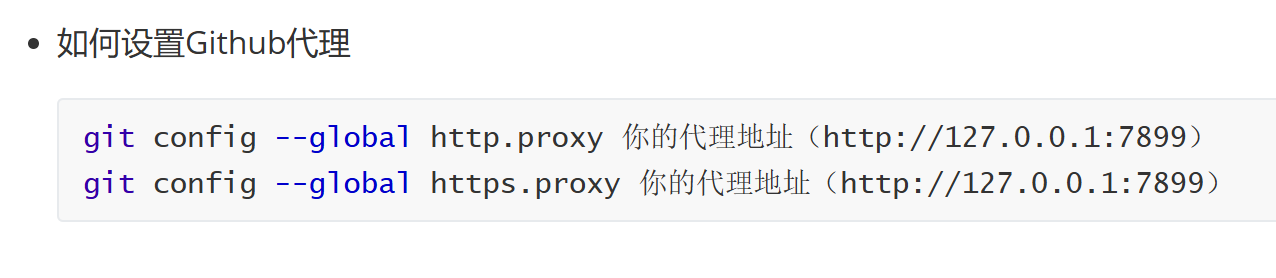 如何设置Github代理
git config --global http.proxy 你的代理地址（http://127.0.0.1:7899）
git config --global https.proxy 你的代理地址（http://127.0.0.1:7899）